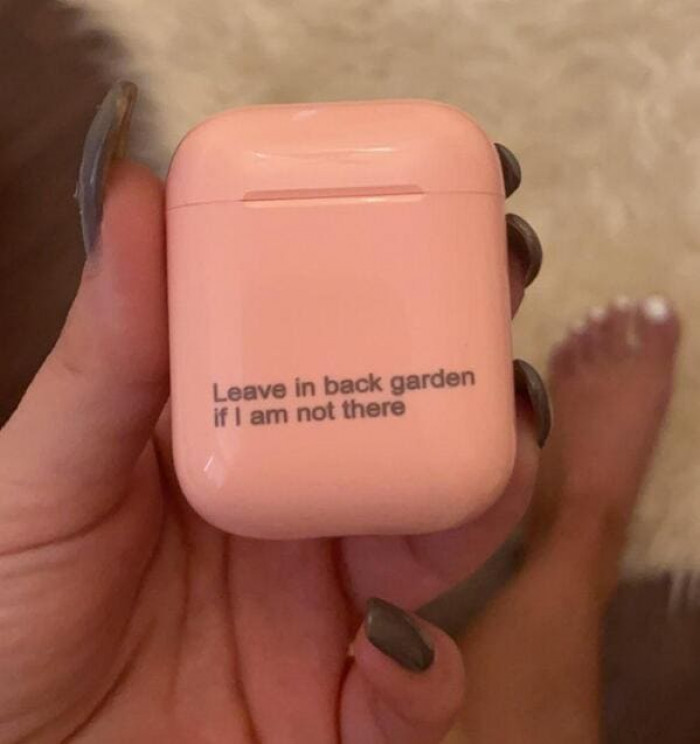 Leave in back garden
if I am not there